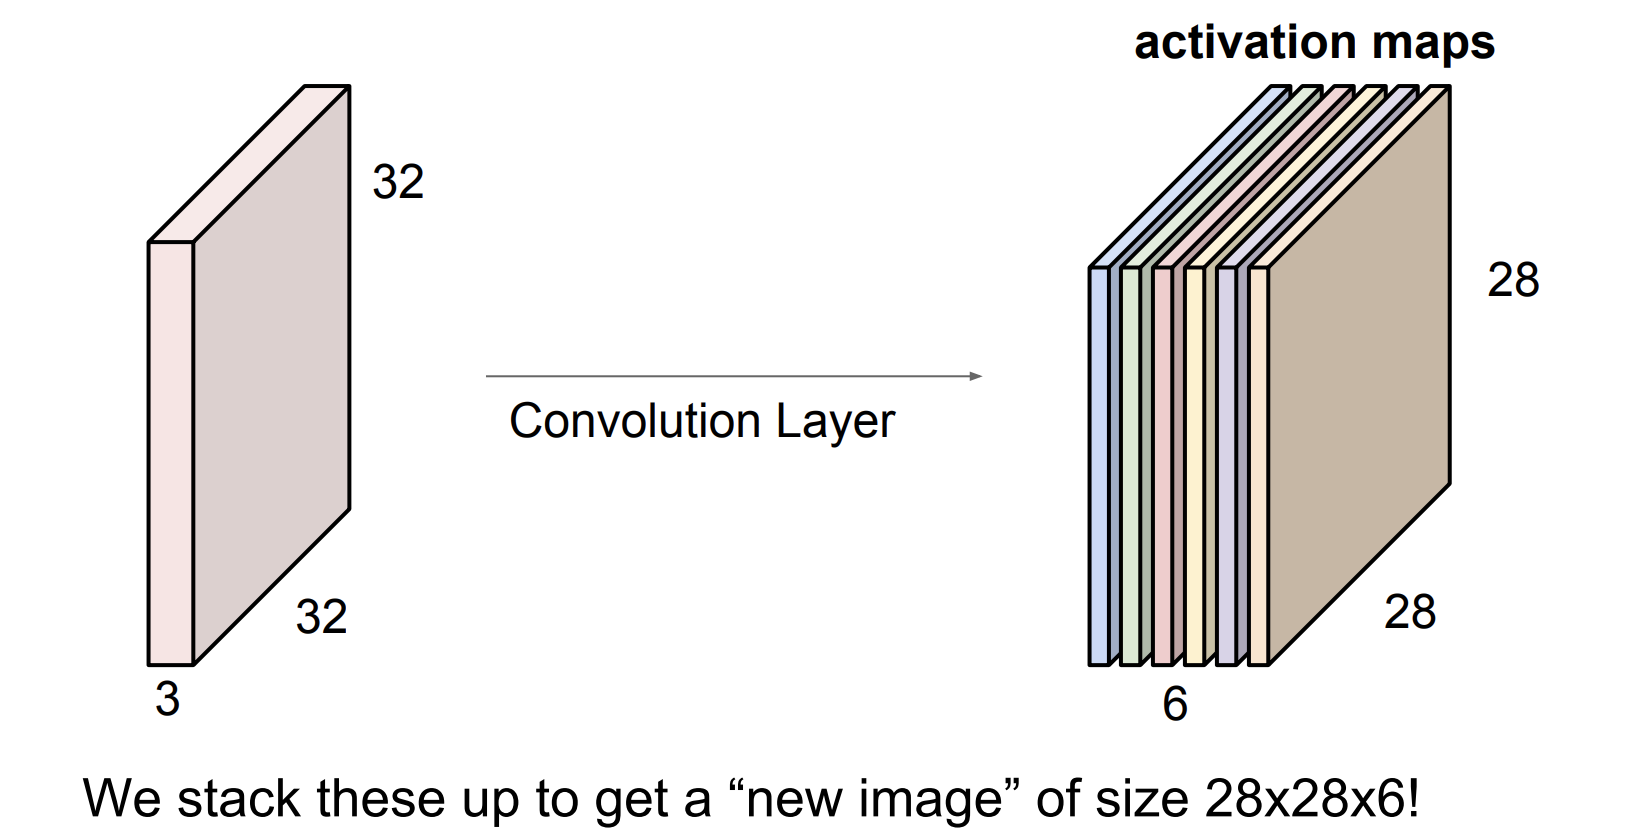 activation maps
32
32
3
Convolution Layer
28
28
6
We stack these up to get a “new image” of size 28x28x6!